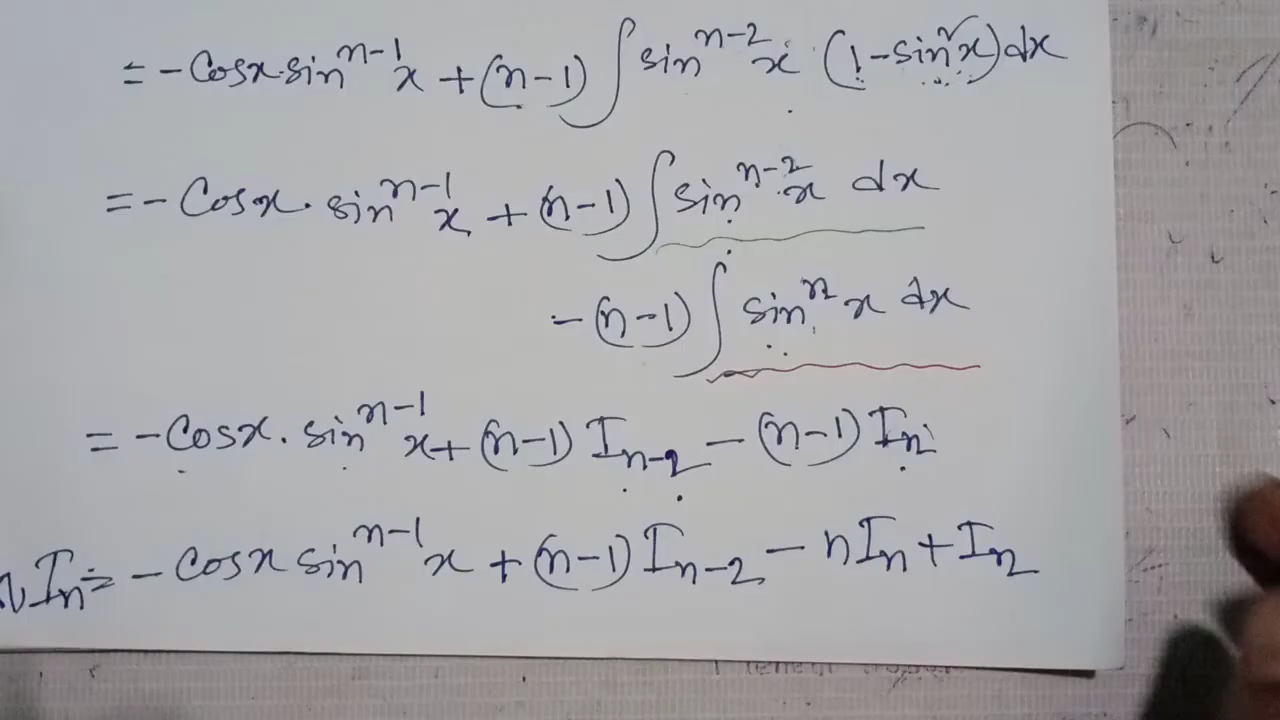 = -Cosx sin^{n-1}x + (n-1) ∫ sin^{n-2}x (1-sin²x)dx
= - Cosx. sin^{n-1}x + (n-1) ∫ sin^{n-2}x dx
- (n-1) ∫ sin^n x dx
= -Cosx. sin^{n-1}x + (n-1) I_{n-2} - (n-1) I_n
I_n = - Cosx sin^{n-1}x + (n-1) I_{n-2} - nI_n + I_n